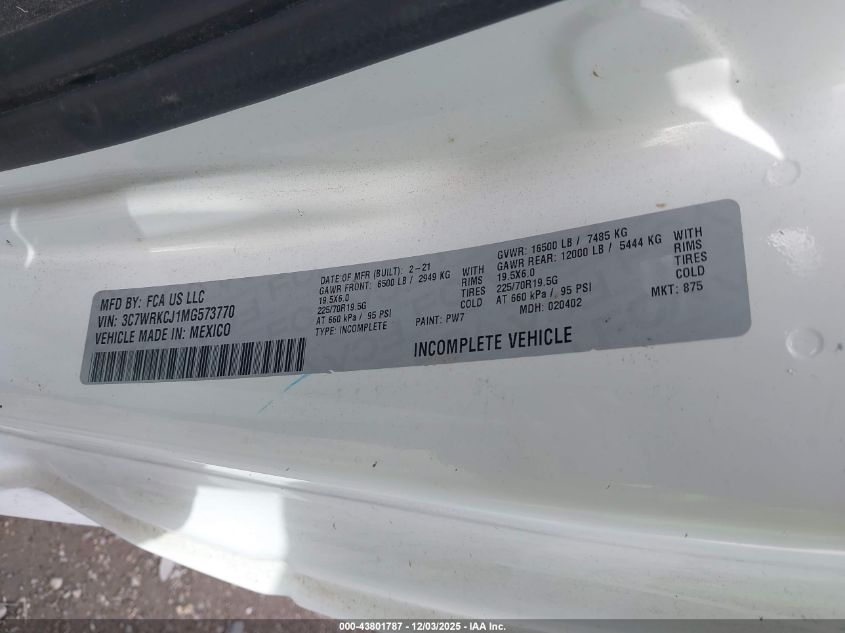 MFD BY: FCA US LLC
VIN: 3C7WRKCJ1MG573770
VEHICLE MADE IN: MEXICO
DATE OF MFR (BUILT): 2-21
GAWR FRONT: 6500 LB / 2949 KG WITH
19.5X6.0 RIMS
225/70R19.5G TIRES
AT 660 kPa / 95 PSI COLD
TYPE: INCOMPLETE
PAINT: PW7
GVWR: 16500 LB / 7485 KG
GAWR REAR: 12000 LB / 5444 KG WITH
19.5X6.0 RIMS
225/70R19.5G TIRES
AT 660 kPa / 95 PSI COLD
MDH: 020402
MKT: 875
INCOMPLETE VEHICLE
000-43801787 - 12/03/2025 - IAA Inc.